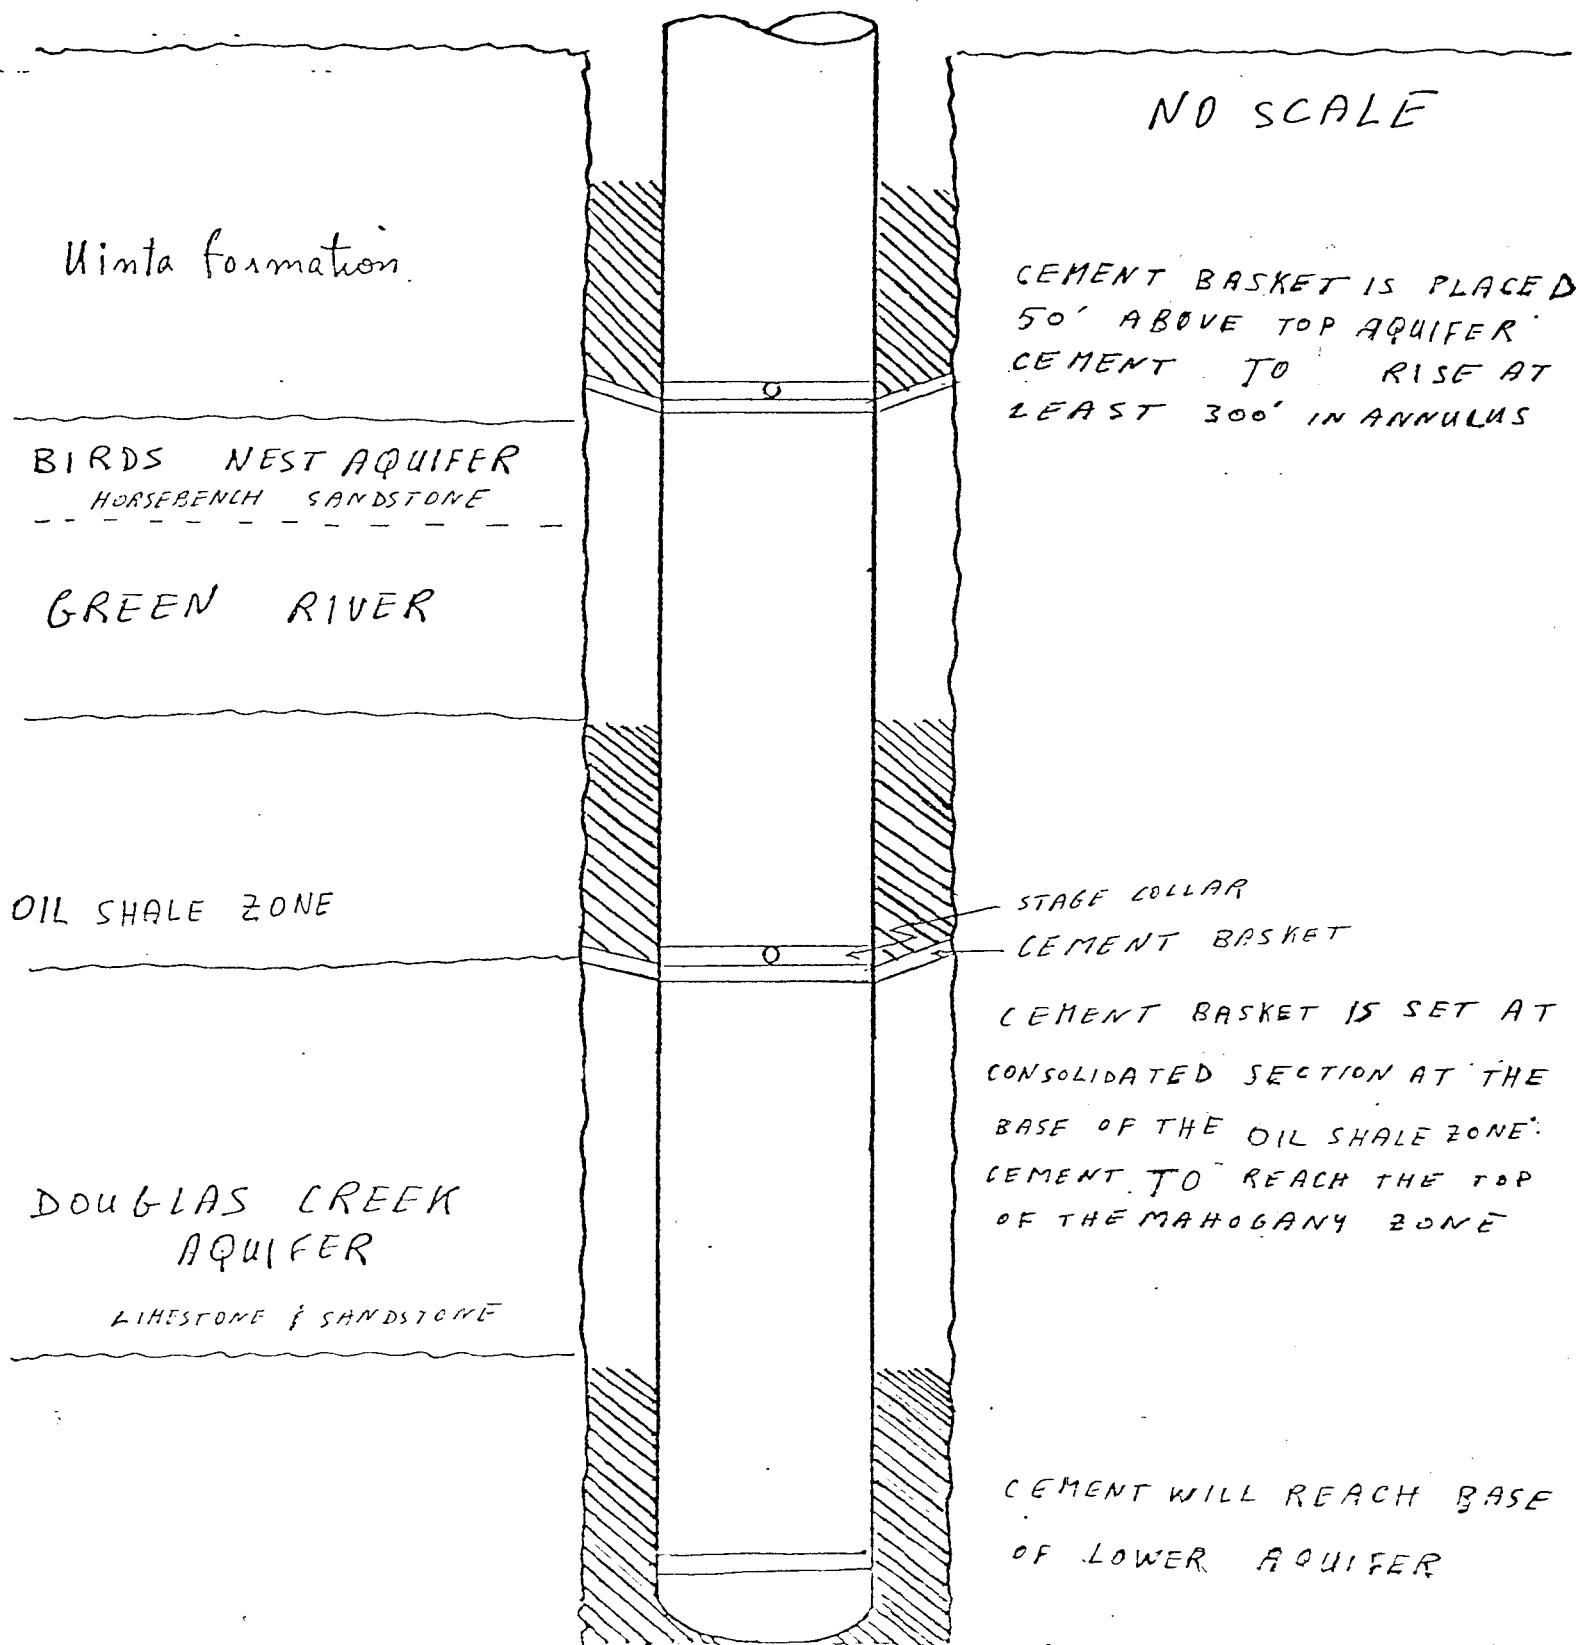 NO SCALE
Uinta formation.
CEMENT BASKET IS PLACED
50' ABOVE TOP AQUIFER
CEMENT TO RISE AT
LEAST 300' IN ANNULUS
BIRDS NEST AQUIFER
HORSEBENCH SANDSTONE
GREEN RIVER
OIL SHALE ZONE
STAGE COLLAR
CEMENT BASKET
CEMENT BASKET IS SET AT
CONSOLIDATED SECTION AT THE
BASE OF THE OIL SHALE ZONE.
CEMENT TO REACH THE TOP
OF THE MAHOGANY ZONE
DOUGLAS CREEK
AQUIFER
LIMESTONE & SANDSTONE
CEMENT WILL REACH BASE
OF LOWER AQUIFER